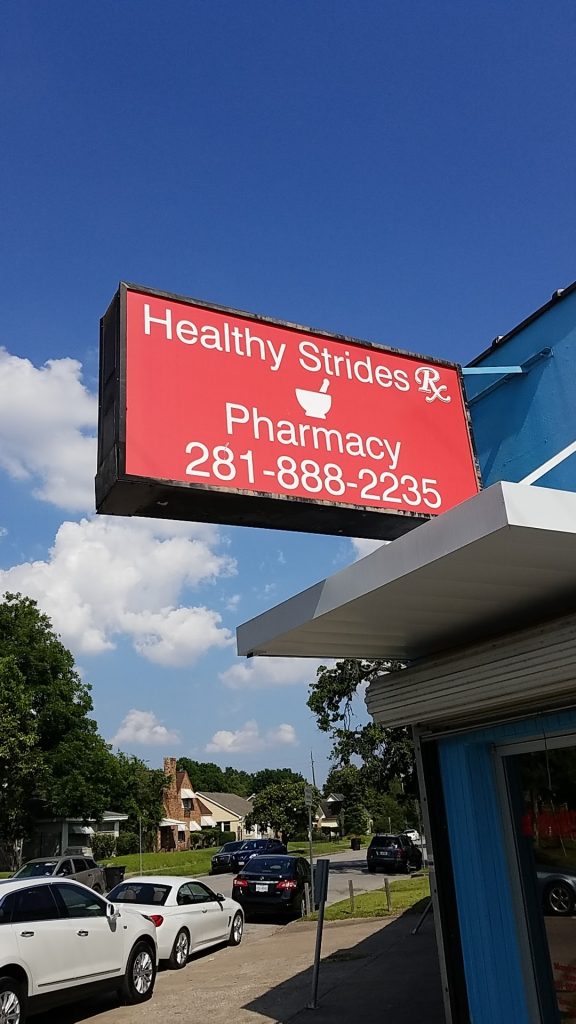 Healthy Strides Rx
Pharmacy
281-888-2235